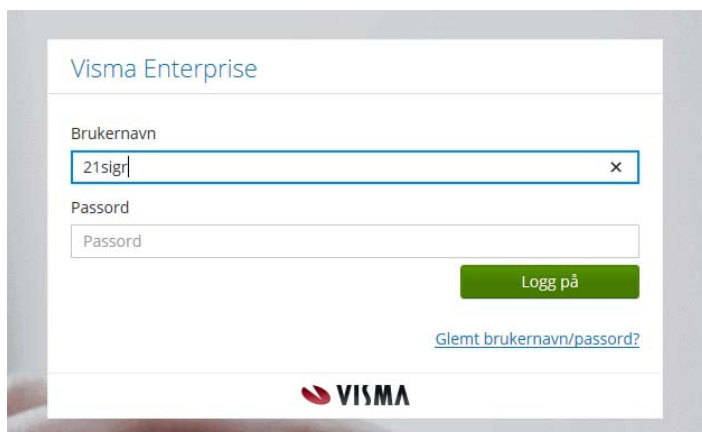 Visma Enterprise
Brukernavn
21sigr
Passord
Passord
Logg på
Glemt brukernavn/passord?
VISMA